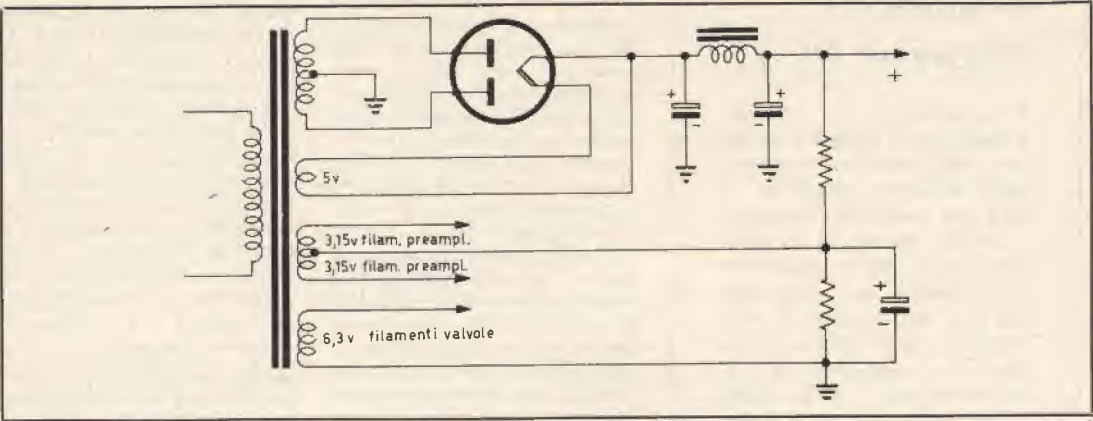 +
+
-
+
-
5v
3,15v filam. preampl.
3,15v filam. preampl.
+
-
6,3v filamenti valvole